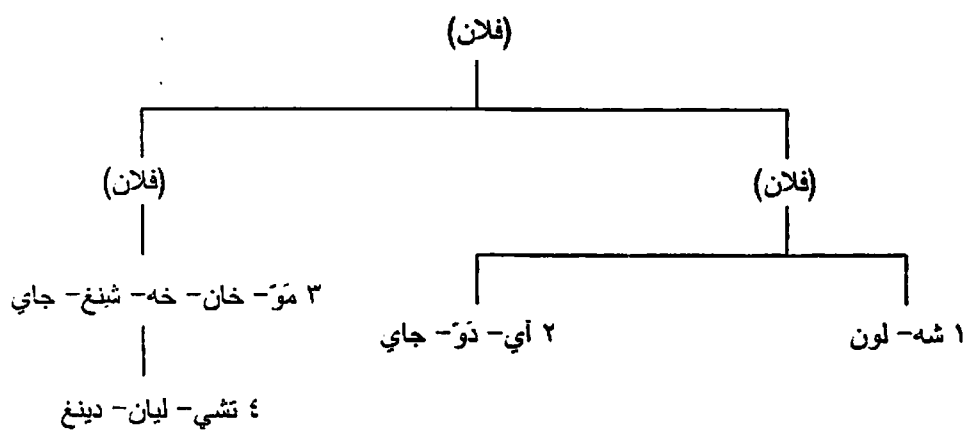 (فلان)
(فلان)
(فلان)
١ شه- لون
٢ أي- دَوّ- جاي
٣ مَوّ- خان- خه- شِنغ- جاي
٤ تشي- ليان- دينغ